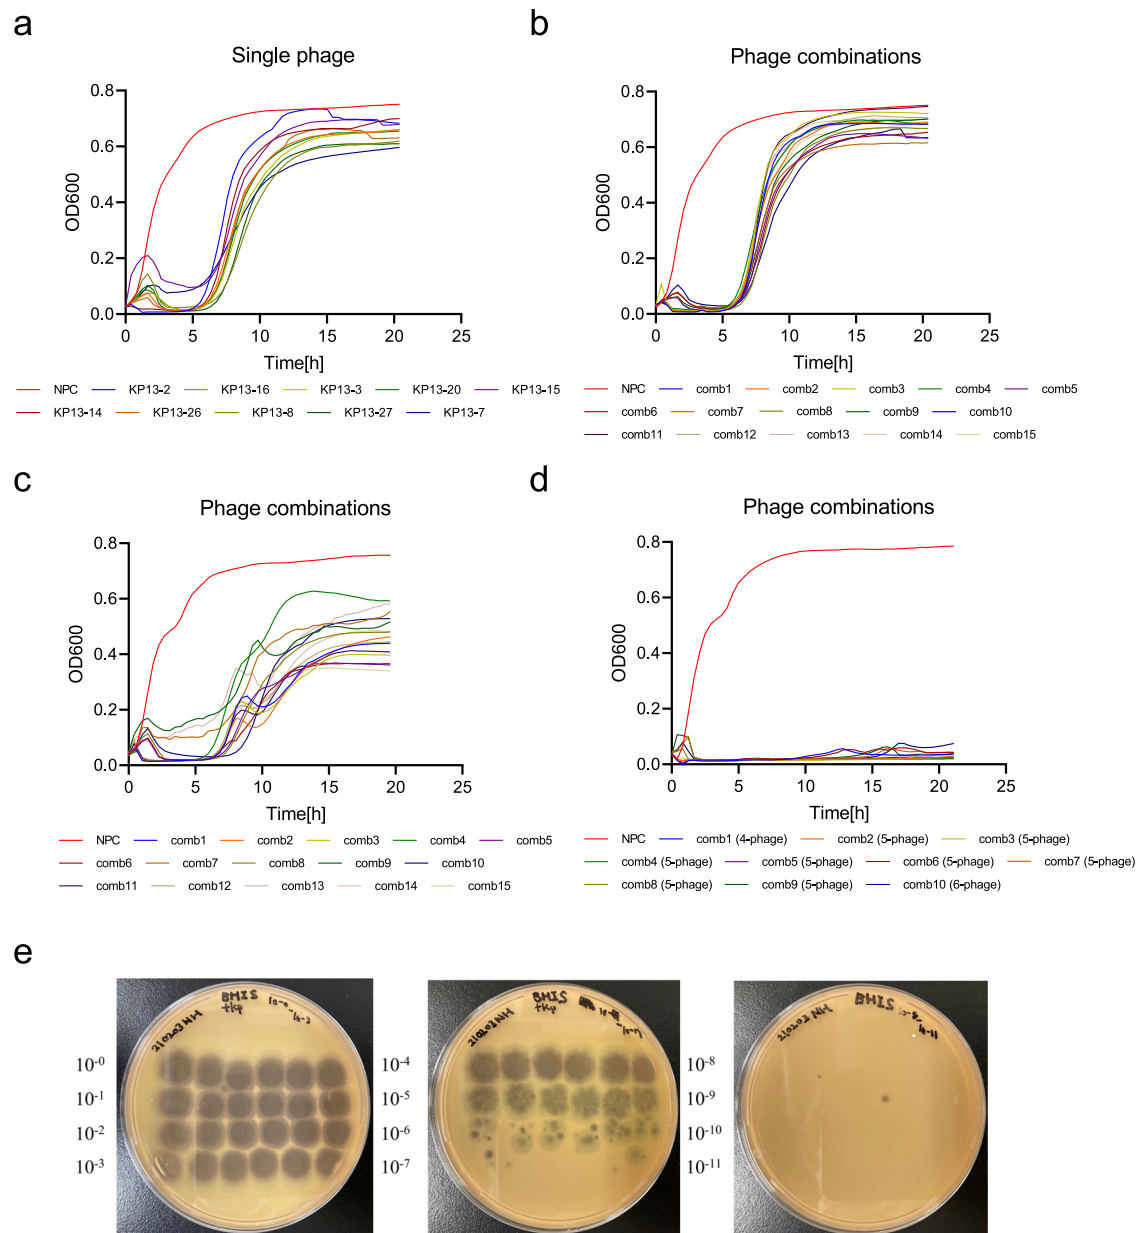 a
Single phage
0.8
0.6
0.4
0.2
0.0
OD600
0 5 10 15 20 25
Time[h]
NPC KP13-2 KP13-16 KP13-3 KP13-20 KP13-15
KP13-14 KP13-26 KP13-8 KP13-27 KP13-7
b
Phage combinations
0.8
0.6
0.4
0.2
0.0
OD600
0 5 10 15 20 25
Time[h]
NPC comb1 comb2 comb3 comb4 comb5
comb6 comb7 comb8 comb9 comb10
comb11 comb12 comb13 comb14 comb15
c
Phage combinations
0.8
0.6
0.4
0.2
0.0
OD600
0 5 10 15 20 25
Time[h]
NPC comb1 comb2 comb3 comb4 comb5
comb6 comb7 comb8 comb9 comb10
comb11 comb12 comb13 comb14 comb15
d
Phage combinations
0.8
0.6
0.4
0.2
0.0
OD600
0 5 10 15 20 25
Time[h]
NPC comb1 (4-phage) comb2 (5-phage) comb3 (5-phage)
comb4 (5-phage) comb5 (5-phage) comb6 (5-phage) comb7 (5-phage)
comb8 (5-phage) comb9 (5-phage) comb10 (6-phage)
e
10⁻⁰
10⁻¹
10⁻²
10⁻³
210203 NH
BHIS
10⁻⁴
10⁻⁵
10⁻⁶
10⁻⁷
210203 NH
BHIS
10⁻⁸
10⁻⁹
10⁻¹⁰
10⁻¹¹
210203 NH
BHIS